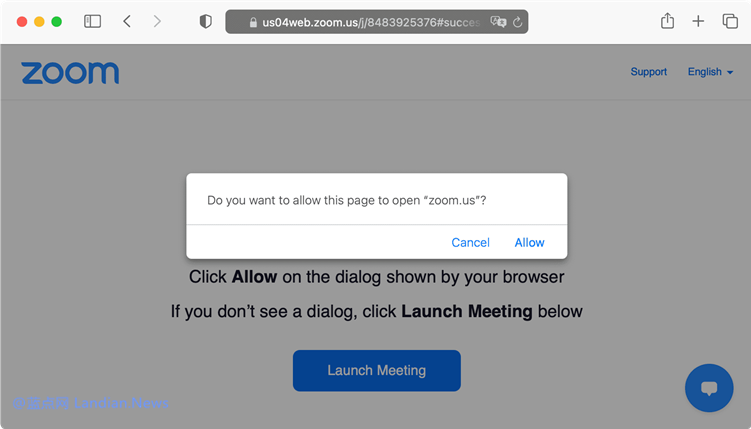 us04web.zoom.us/j/8483925376#succes
zoom
Support
English
Do you want to allow this page to open “zoom.us”?
Cancel
Allow
Click Allow on the dialog shown by your browser
If you don’t see a dialog, click Launch Meeting below
Launch Meeting
@蓝点网 Landian News